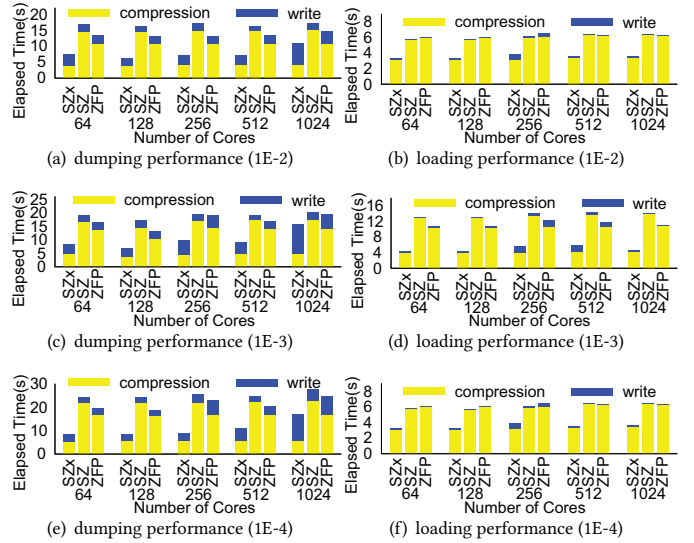 compression write
Elapsed Time(s)
20
15
10
5
0
SZx SZ ZFP SZx SZ ZFP SZx SZ ZFP SZx SZ ZFP SZx SZ ZFP
64 128 256 512 1024
Number of Cores
(a) dumping performance (1E-2)
compression write
Elapsed Time(s)
8
6
4
2
0
SZx SZ ZFP SZx SZ ZFP SZx SZ ZFP SZx SZ ZFP SZx SZ ZFP
64 128 256 512 1024
Number of Cores
(b) loading performance (1E-2)
compression write
Elapsed Time(s)
25
20
15
10
5
0
SZx SZ ZFP SZx SZ ZFP SZx SZ ZFP SZx SZ ZFP SZx SZ ZFP
64 128 256 512 1024
Number of Cores
(c) dumping performance (1E-3)
compression write
Elapsed Time(s)
16
12
8
4
0
SZx SZ ZFP SZx SZ ZFP SZx SZ ZFP SZx SZ ZFP SZx SZ ZFP
64 128 256 512 1024
Number of Cores
(d) loading performance (1E-3)
compression write
Elapsed Time(s)
30
20
10
0
SZx SZ ZFP SZx SZ ZFP SZx SZ ZFP SZx SZ ZFP SZx SZ ZFP
64 128 256 512 1024
Number of Cores
(e) dumping performance (1E-4)
compression write
Elapsed Time(s)
8
6
4
2
0
SZx SZ ZFP SZx SZ ZFP SZx SZ ZFP SZx SZ ZFP SZx SZ ZFP
64 128 256 512 1024
Number of Cores
(f) loading performance (1E-4)